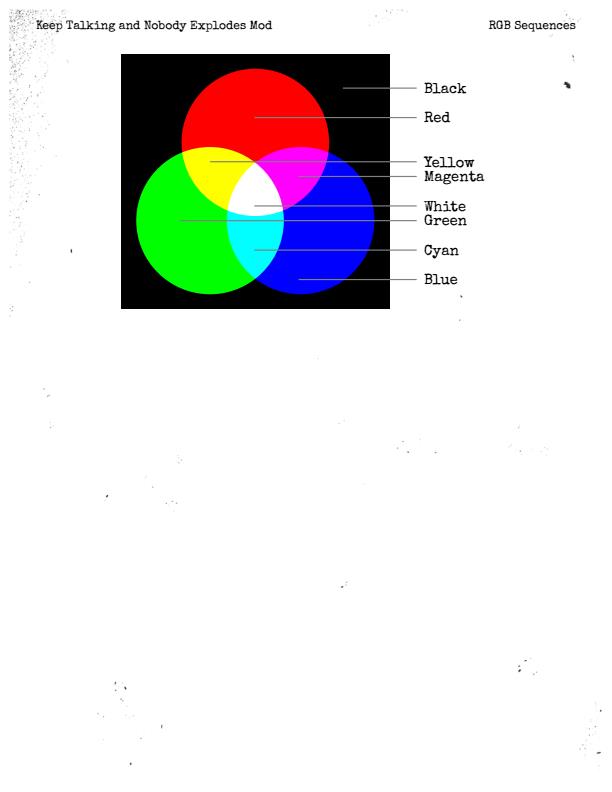 Keep Talking and Nobody Explodes Mod
RGB Sequences
Black
Red
Yellow
Magenta
White
Green
Cyan
Blue